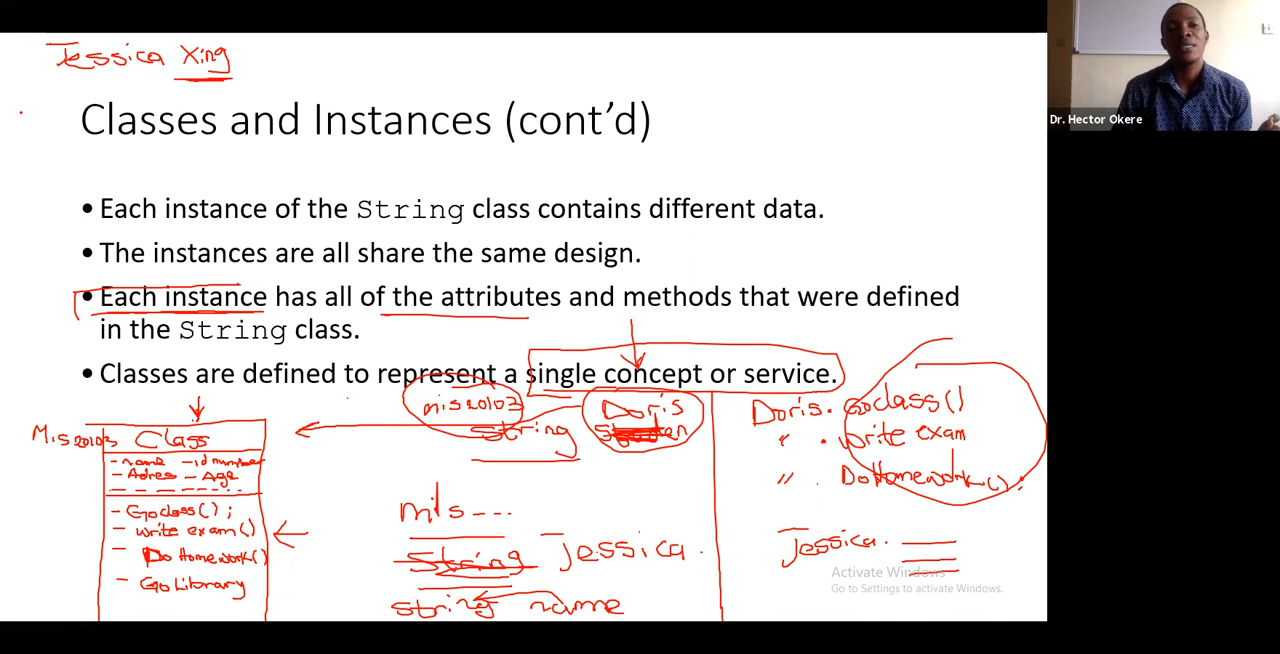 Jessica Xing
Dr. Hector Okere
Classes and Instances (cont’d)
• Each instance of the String class contains different data.
• The instances are all share the same design.
• Each instance has all of the attributes and methods that were defined
in the String class.
• Classes are defined to represent a single concept or service.
Mis20103 Class
- name - id number
- Adres - Age
- Goclass();
- write exam()
- Do Homework()
- Go Library
mis20103 Doris
String
mis ---
String Jessica.
string name
Doris. Goclass()
" . write exam
" . DoHomework();
Jessica.
Activate Windows
Go to Settings to activate Windows.